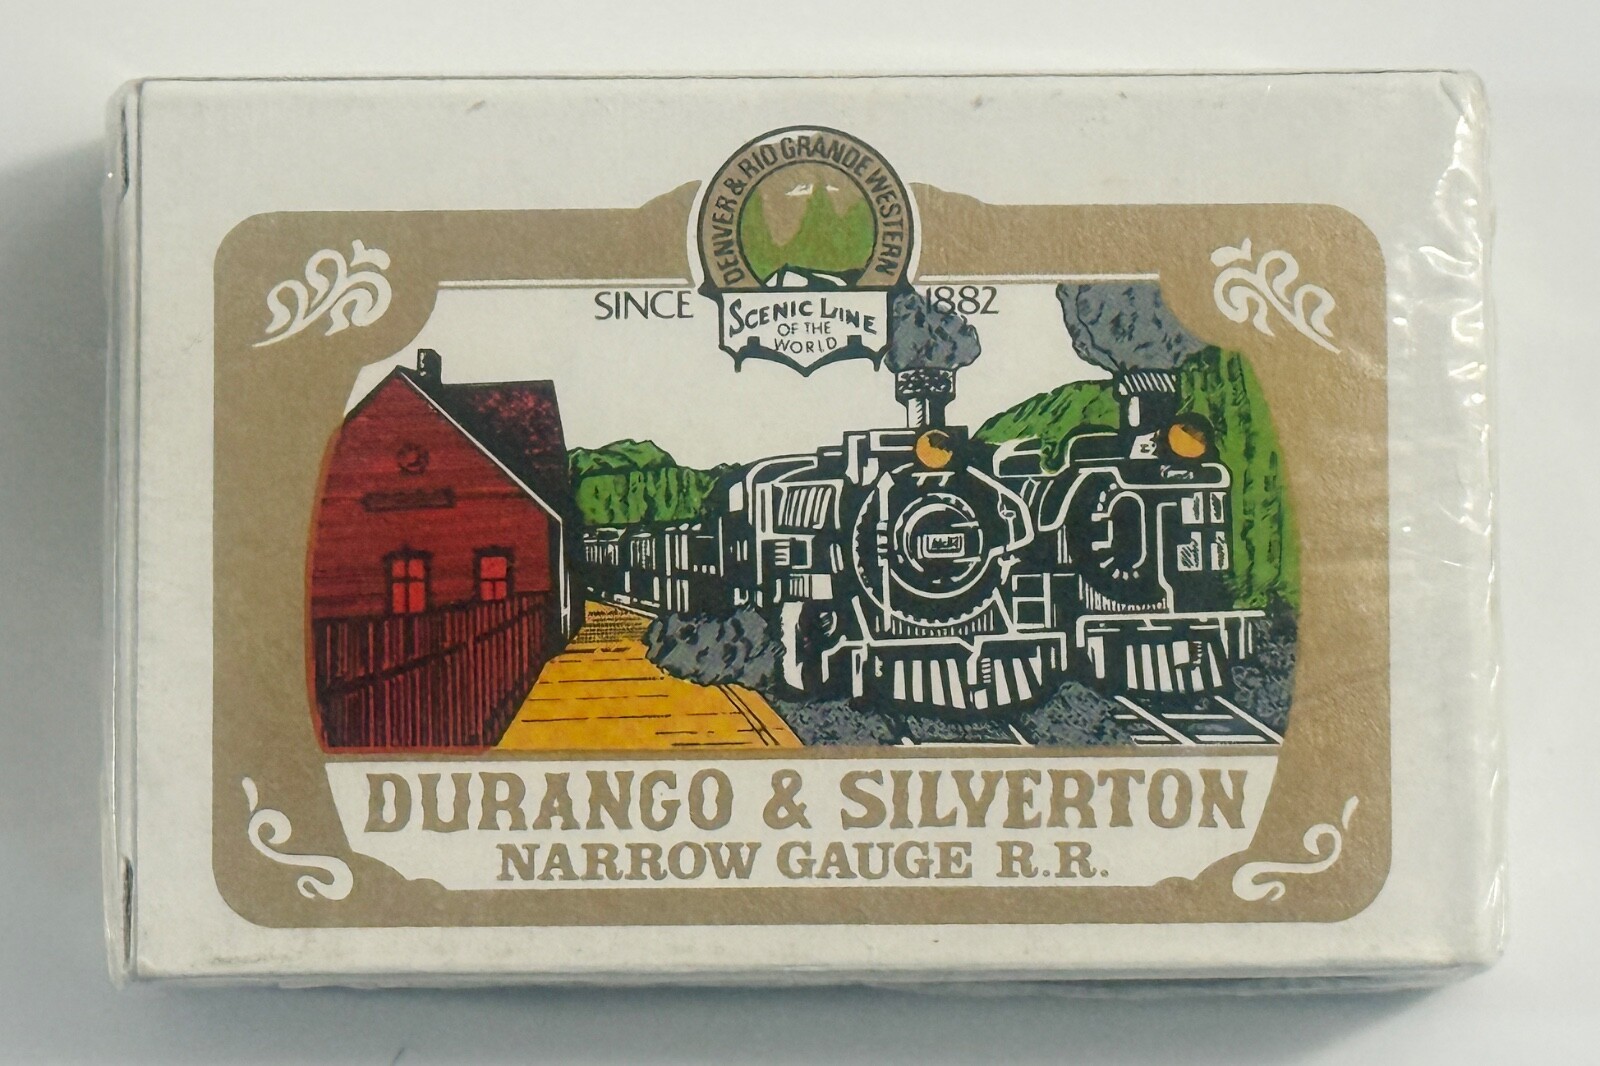 DENVER & RIO GRANDE WESTERN
SINCE 1882
SCENIC LINE
OF THE
WORLD
DURANGO & SILVERTON
NARROW GAUGE R.R.